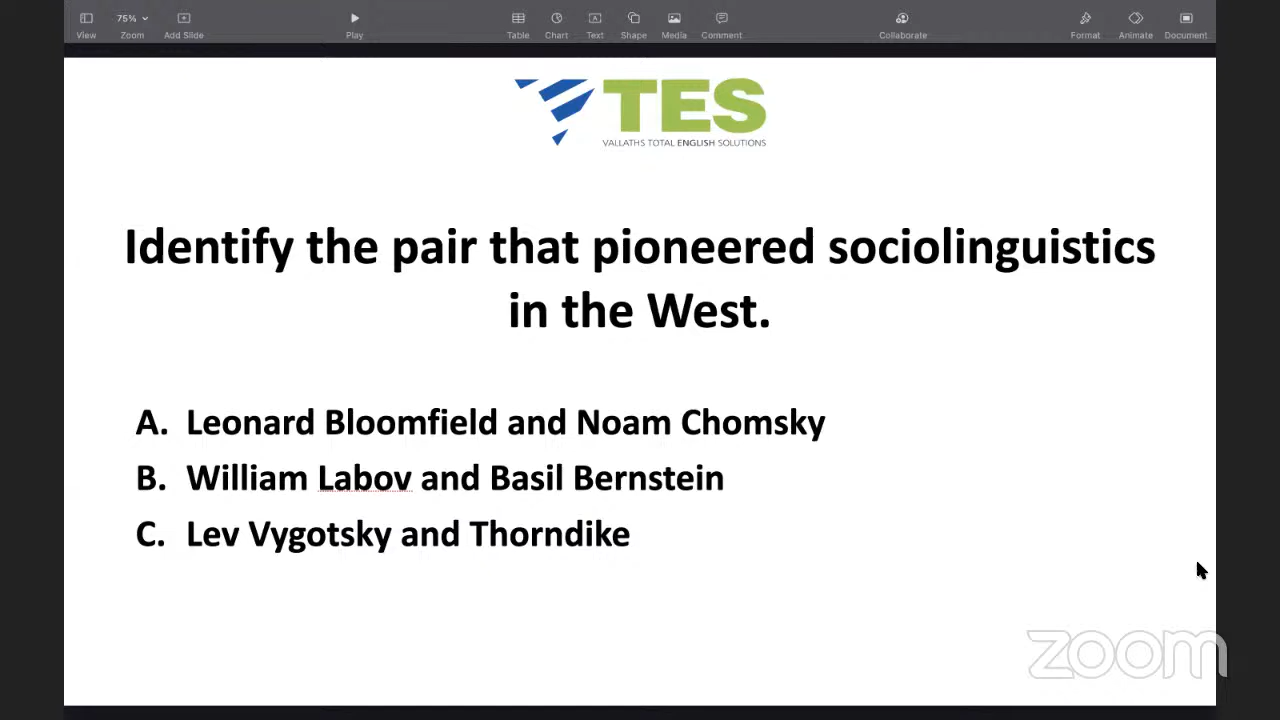 View 75% Zoom Add Slide Play Table Chart Text Shape Media Comment Collaborate Format Animate Document
TES
VALLATHS TOTAL ENGLISH SOLUTIONS
Identify the pair that pioneered sociolinguistics
in the West.
A. Leonard Bloomfield and Noam Chomsky
B. William Labov and Basil Bernstein
C. Lev Vygotsky and Thorndike
zoom